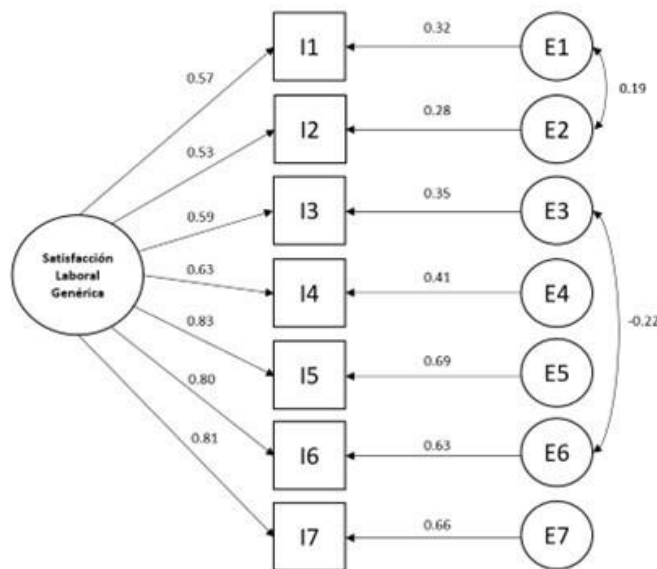 I1
0.32
E1
0.57
0.19
I2
0.28
E2
0.53
I3
0.35
E3
0.59
Satisfacción
Laboral
Genérica
0.63
I4
0.41
E4
-0.22
0.83
I5
0.69
E5
0.80
I6
0.63
E6
0.81
I7
0.66
E7